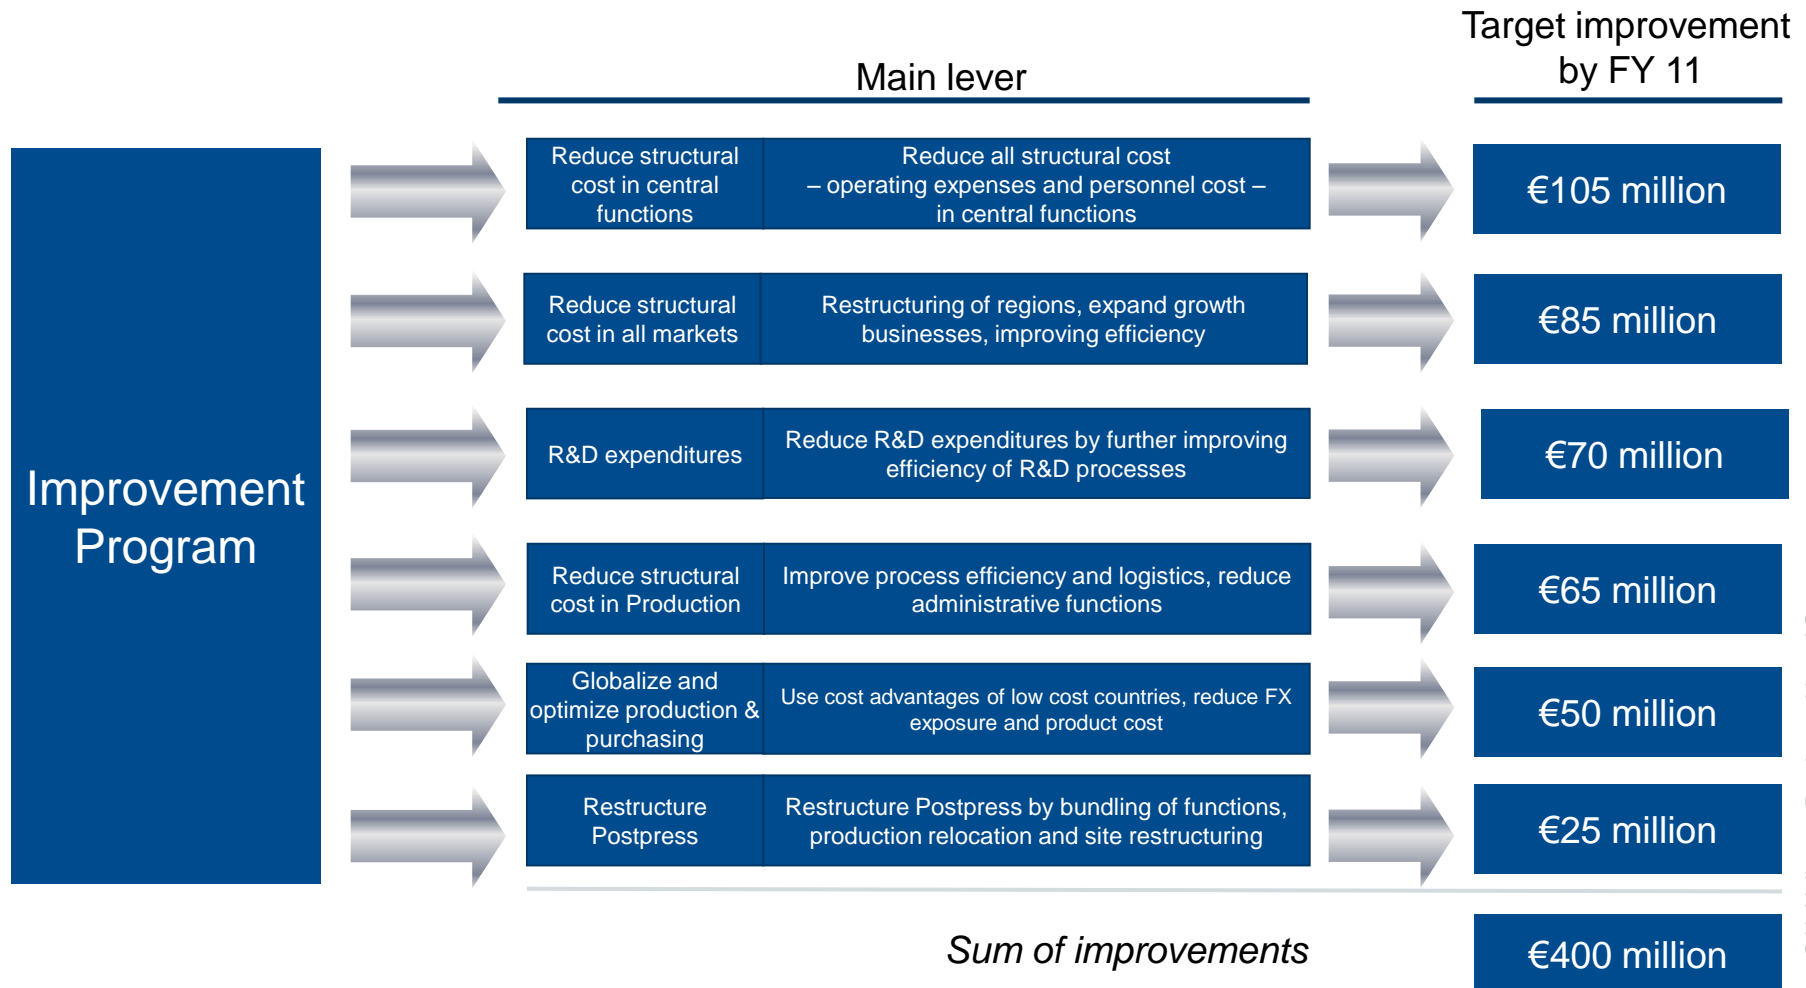 Target improvement
by FY 11
Main lever
Improvement
Program
Reduce structural
cost in central
functions
Reduce all structural cost
– operating expenses and personnel cost –
in central functions
€105 million
Reduce structural
cost in all markets
Restructuring of regions, expand growth
businesses, improving efficiency
€85 million
R&D expenditures
Reduce R&D expenditures by further improving
efficiency of R&D processes
€70 million
Reduce structural
cost in Production
Improve process efficiency and logistics, reduce
administrative functions
€65 million
Globalize and
optimize production &
purchasing
Use cost advantages of low cost countries, reduce FX
exposure and product cost
€50 million
Restructure
Postpress
Restructure Postpress by bundling of functions,
production relocation and site restructuring
€25 million
Sum of improvements
€400 million